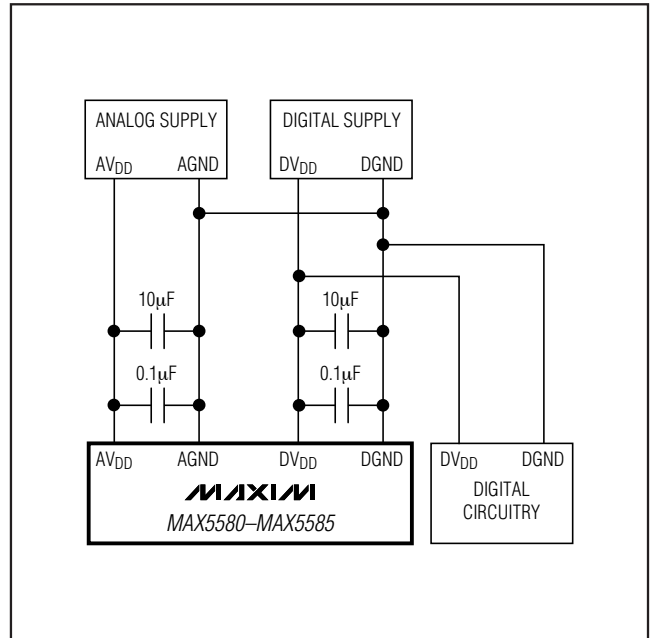 ANALOG SUPPLY
AVDD AGND
DIGITAL SUPPLY
DVDD DGND
10µF
10µF
0.1µF
0.1µF
AVDD AGND DVDD DGND
MAXIM
MAX5580–MAX5585
DVDD DGND
DIGITAL
CIRCUITRY